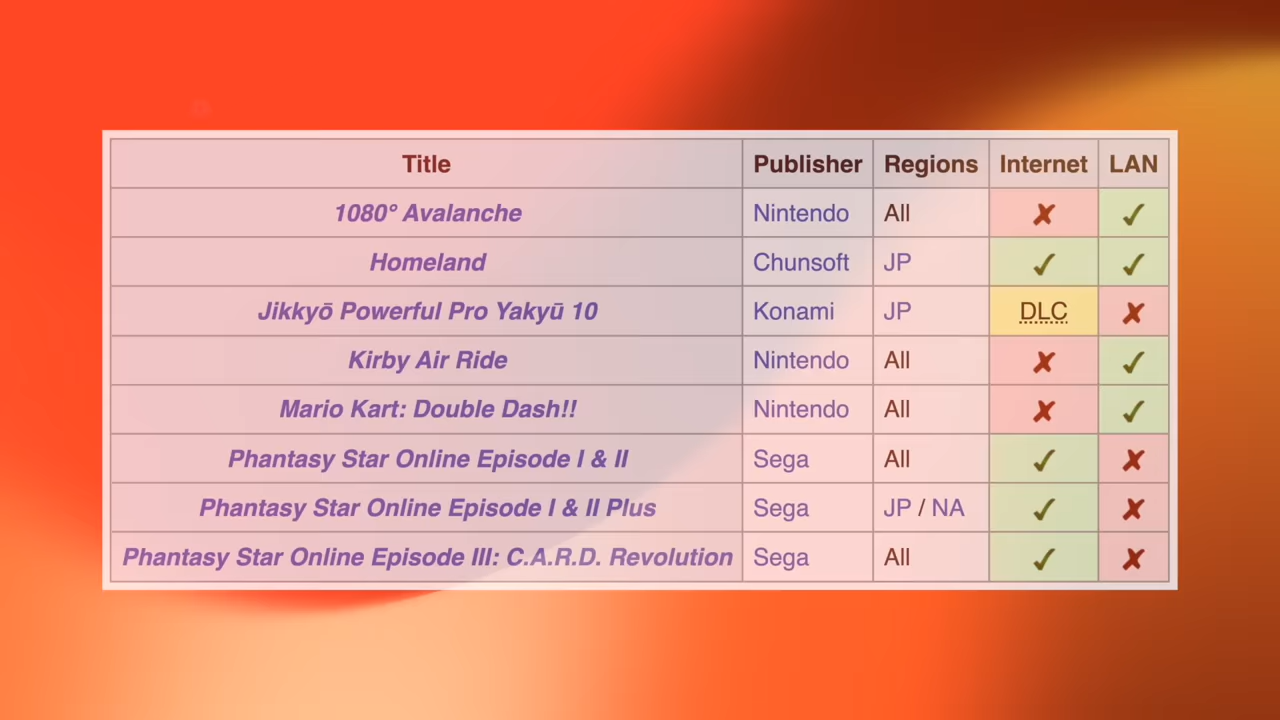 Title Publisher Regions Internet LAN
1080° Avalanche Nintendo All ✘ ✓
Homeland Chunsoft JP ✓ ✓
Jikkyō Powerful Pro Yakyū 10 Konami JP DLC ✘
Kirby Air Ride Nintendo All ✘ ✓
Mario Kart: Double Dash!! Nintendo All ✘ ✓
Phantasy Star Online Episode I & II Sega All ✓ ✘
Phantasy Star Online Episode I & II Plus Sega JP / NA ✓ ✘
Phantasy Star Online Episode III: C.A.R.D. Revolution Sega All ✓ ✘